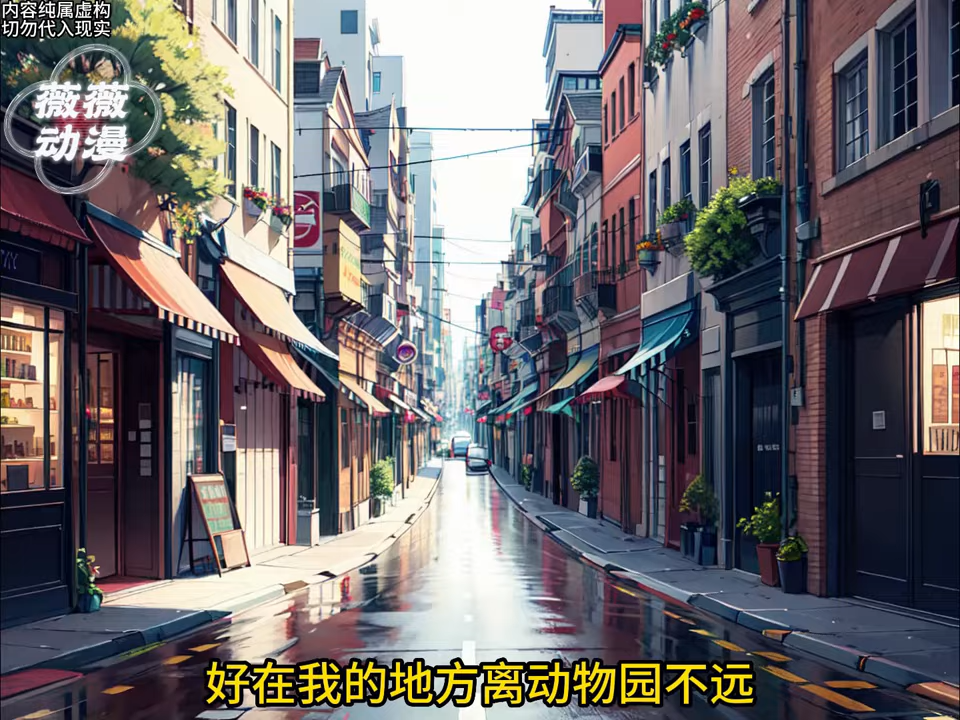 内容纯属虚构
切勿代入现实
薇薇
动漫
好在我的地方离动物园不远